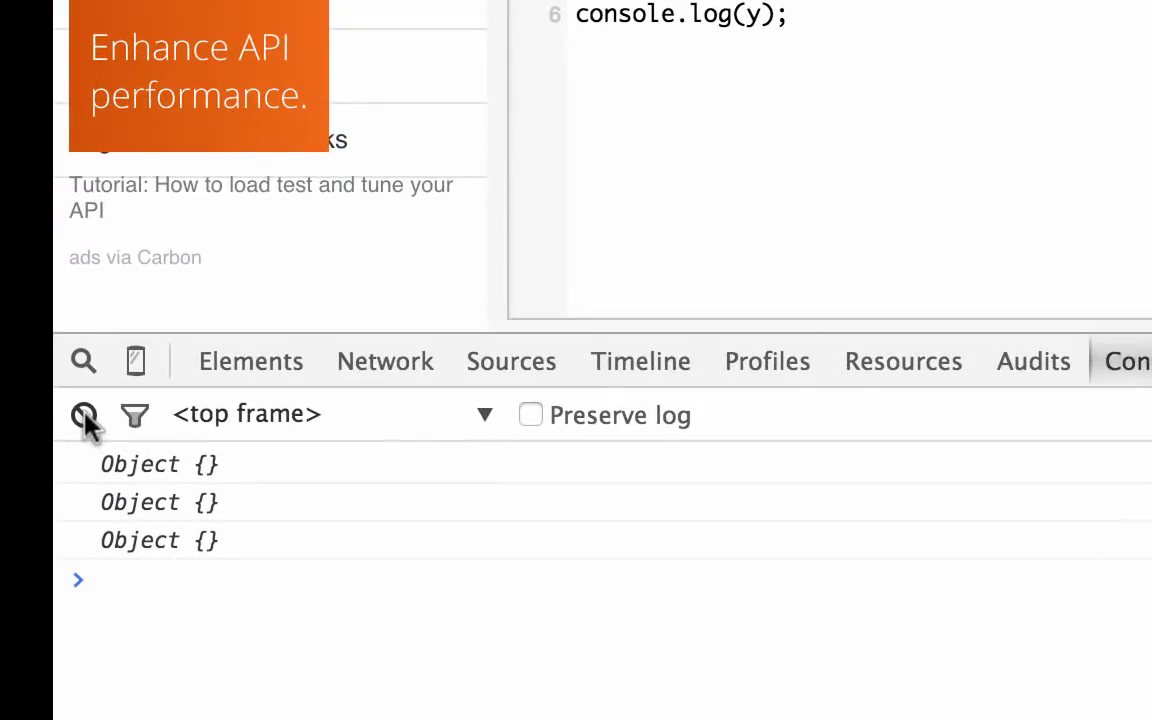 6 console.log(y);
Enhance API
performance.
ks
Tutorial: How to load test and tune your
API
ads via Carbon
Elements Network Sources Timeline Profiles Resources Audits Con
<top frame> ▼ Preserve log
Object {}
Object {}
Object {}
>